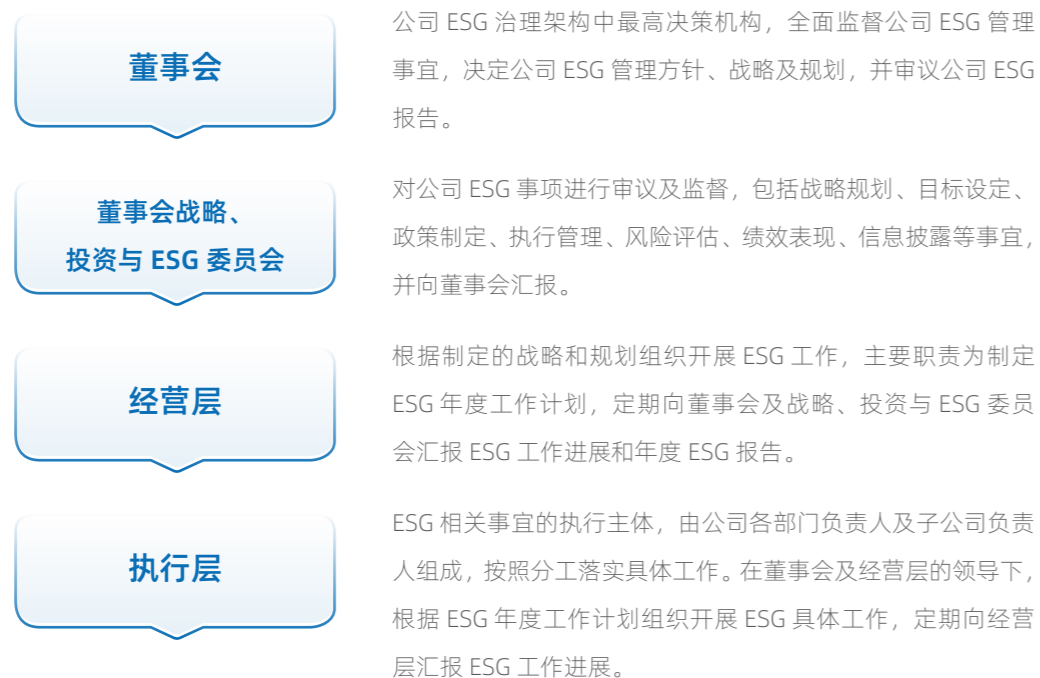 董事会
公司 ESG 治理架构中最高决策机构，全面监督公司 ESG 管理
事宜，决定公司 ESG 管理方针、战略及规划，并审议公司 ESG
报告。
董事会战略、
投资与 ESG 委员会
对公司 ESG 事项进行审议及监督，包括战略规划、目标设定、
政策制定、执行管理、风险评估、绩效表现、信息披露等事宜，
并向董事会汇报。
经营层
根据制定的战略和规划组织开展 ESG 工作，主要职责为制定
ESG 年度工作计划，定期向董事会及战略、投资与 ESG 委员
会汇报 ESG 工作进展和年度 ESG 报告。
执行层
ESG 相关事宜的执行主体，由公司各部门负责人及子公司负责
人组成，按照分工落实具体工作。在董事会及经营层的领导下，
根据 ESG 年度工作计划组织开展 ESG 具体工作，定期向经营
层汇报 ESG 工作进展。